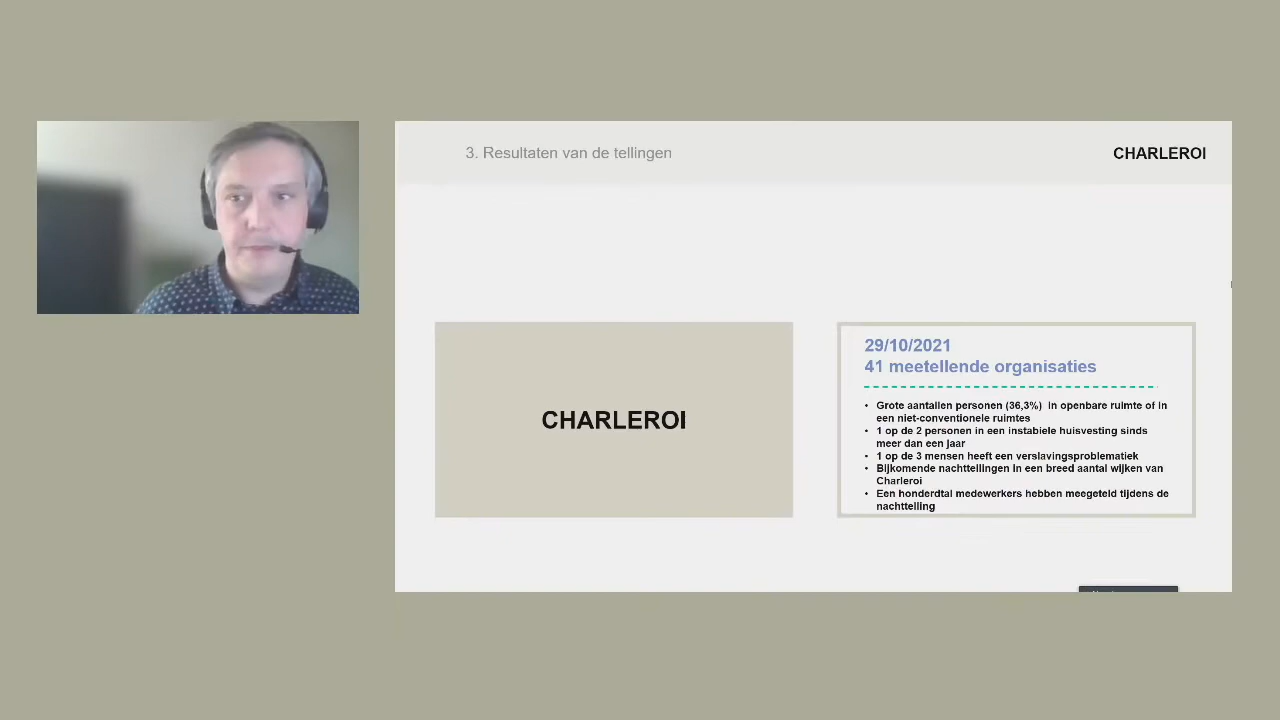 3. Resultaten van de tellingen
CHARLEROI
CHARLEROI
29/10/2021
41 meetellende organisaties
• Grote aantallen personen (36,3%) in openbare ruimte of in
een niet-conventionele ruimtes
• 1 op de 2 personen in een instabiele huisvesting sinds
meer dan een jaar
• 1 op de 3 mensen heeft een verslavingsproblematiek
• Bijkomende nachttellingen in een breed aantal wijken van
Charleroi
• Een honderdtal medewerkers hebben meegeteld tijdens de
nachttelling